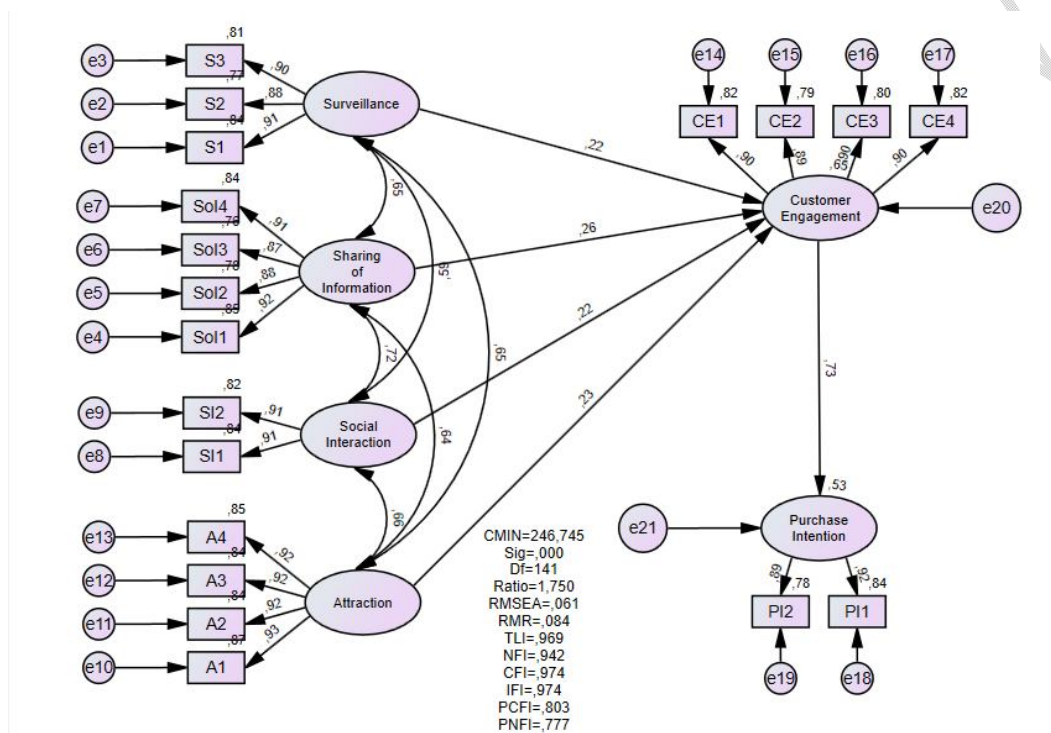 ,81
e3
S3
,90
,77
e2
S2
,88
Surveillance
,84
e1
S1
,91
,22
,65
,84
e7
SoI4
,91
,76
e6
SoI3
,87
Sharing
of
Information
,26
,78
e5
SoI2
,88
,85
e4
SoI1
,92
,65
,72
,65
,22
,82
e9
SI2
,91
Social
Interaction
,84
e8
SI1
,91
,64
,23
,66
,85
e13
A4
,92
,84
e12
A3
,92
Attraction
,84
e11
A2
,92
,87
e10
A1
,93
e14
e15
e16
e17
,82
,79
,80
,82
CE1
CE2
CE3
CE4
,90
,89
,90
,90
,65
Customer
Engagement
e20
,73
,53
e21
Purchase
Intention
,89
,78
,92
,84
PI2
PI1
e19
e18
CMIN=246,745
Sig=,000
Df=141
Ratio=1,750
RMSEA=,061
RMR=,084
TLI=,969
NFI=,942
CFI=,974
IFI=,974
PCFI=,803
PNFI=,777